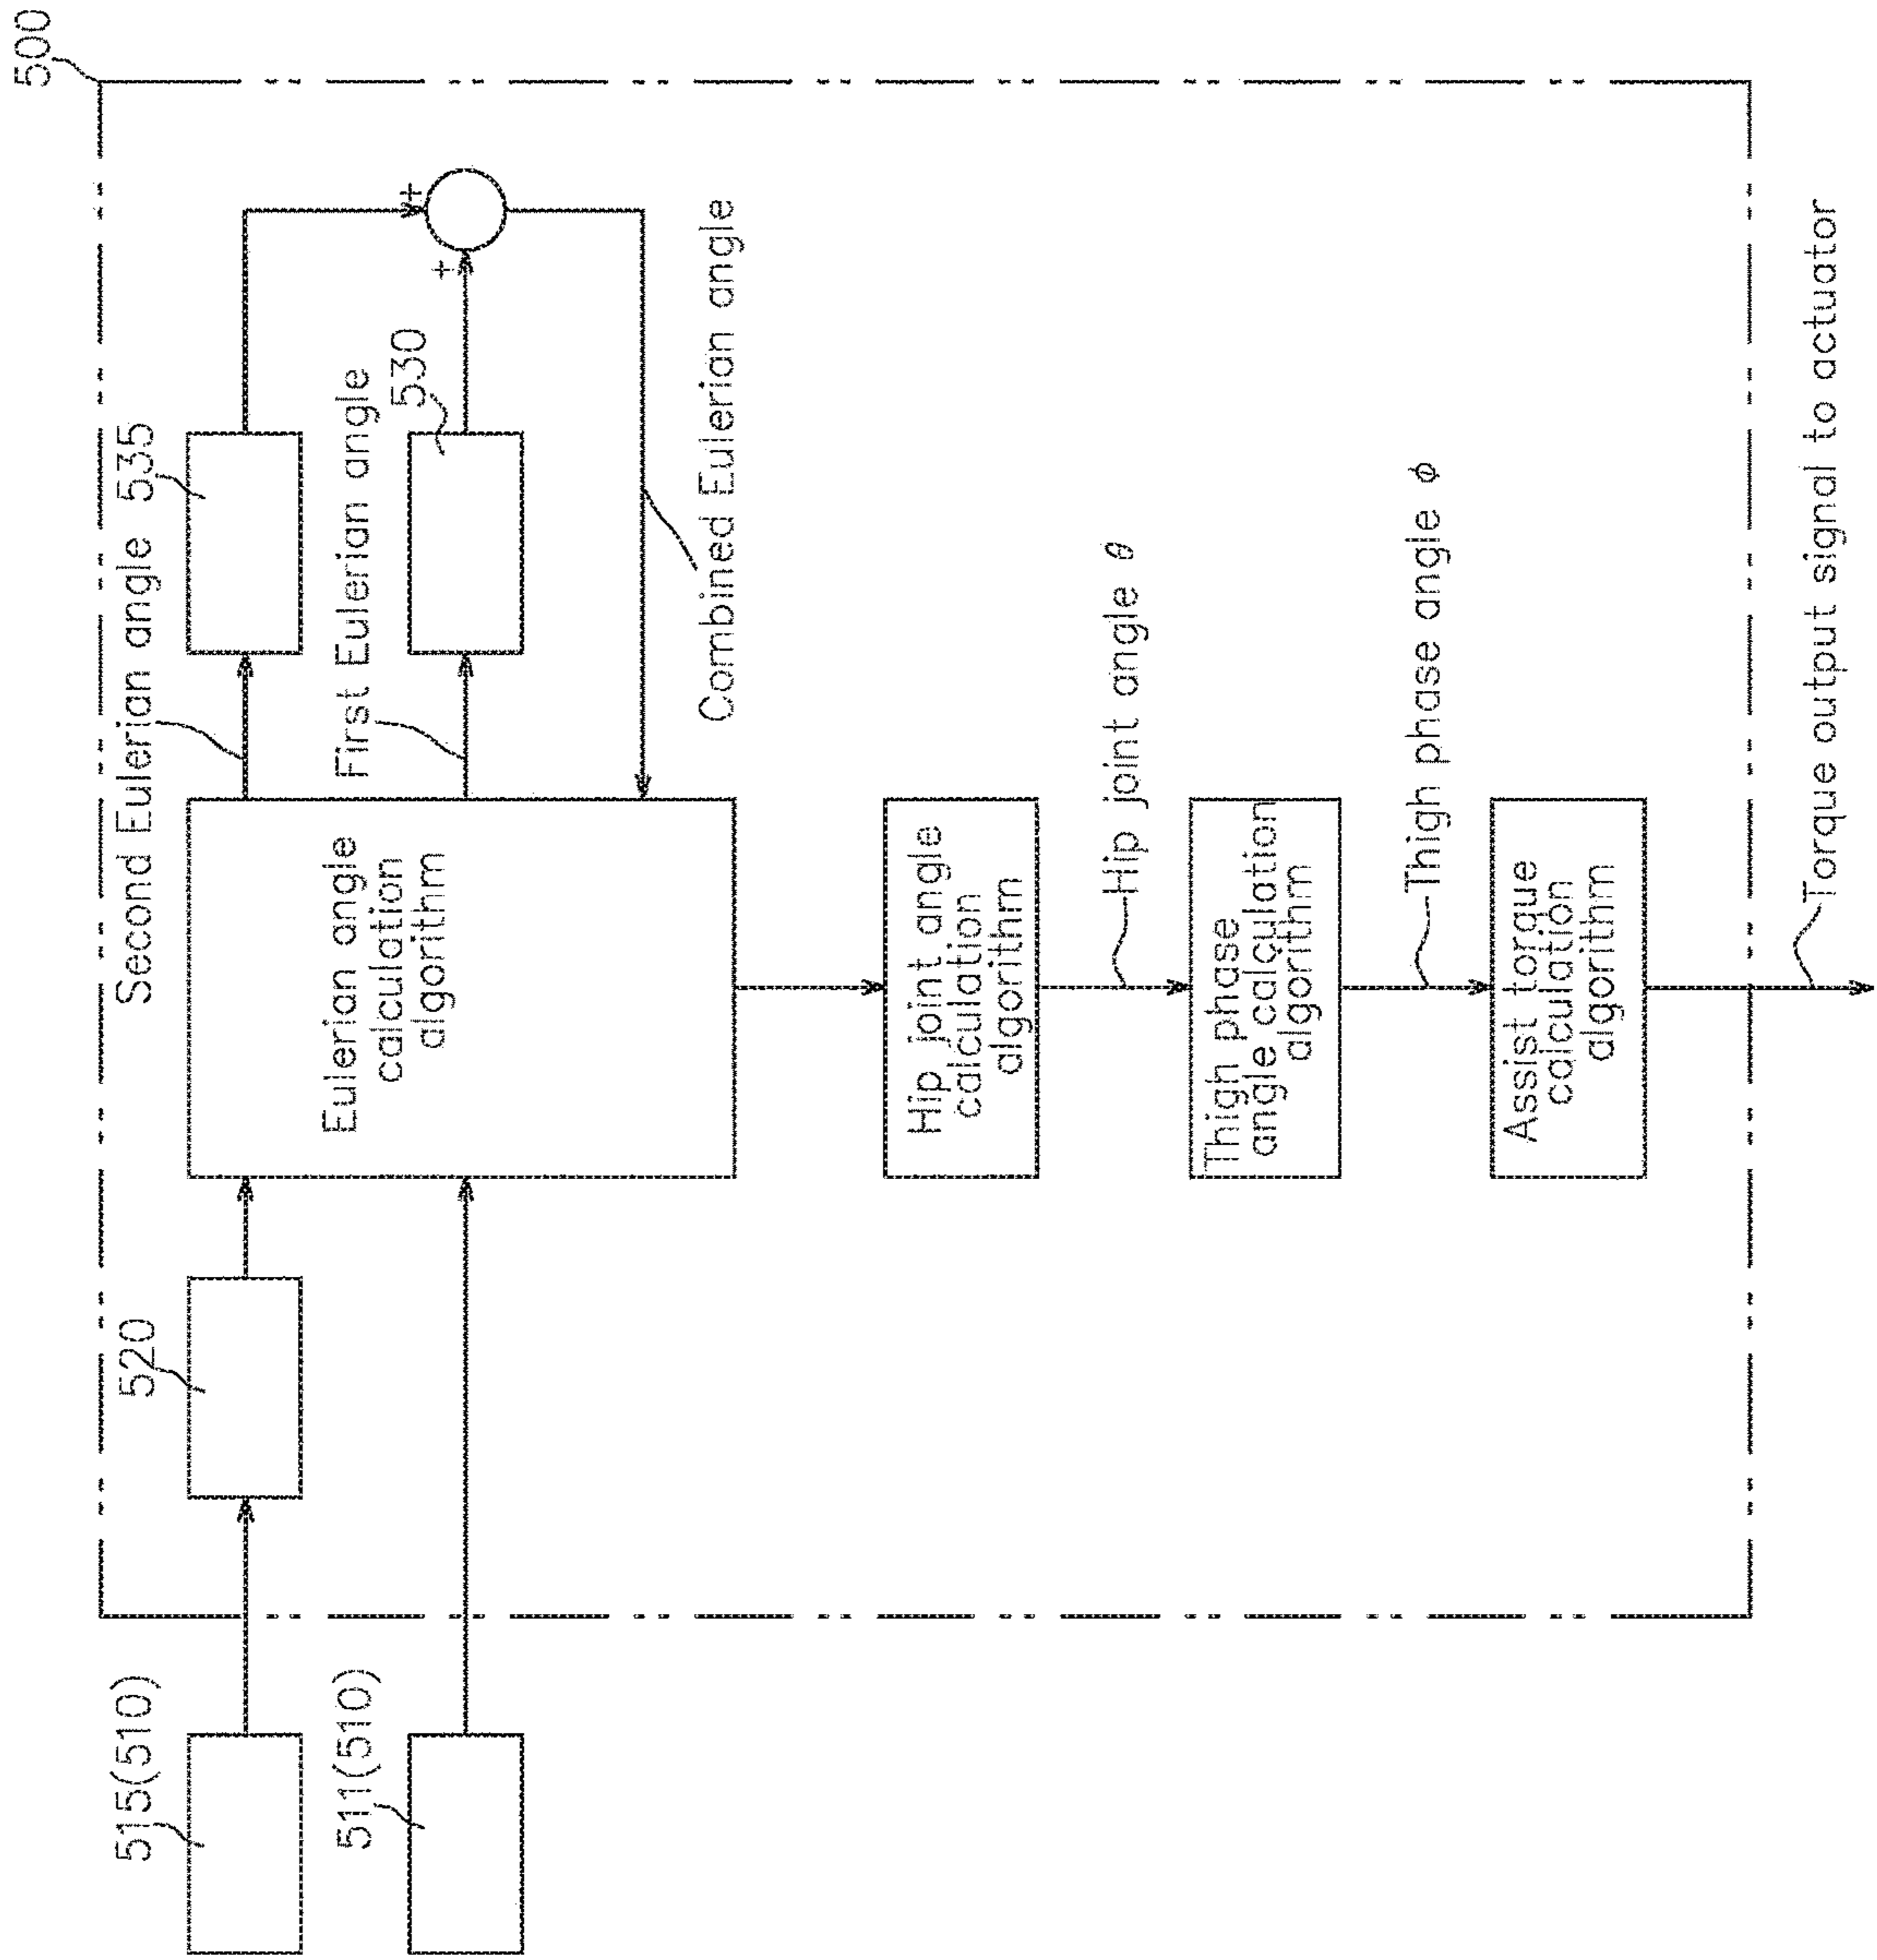 500
515(510)
520
Second Eulerian angle
535
511(510)
First Eulerian angle
530
Eulerian angle
calculation
algorithm
Combined Eulerian angle
Hip joint angle
calculation
algorithm
Hip joint angle θ
Thigh phase
angle calculation
algorithm
Thigh phase angle ϕ
Assist torque
calculation
algorithm
Torque output signal to actuator
+
+